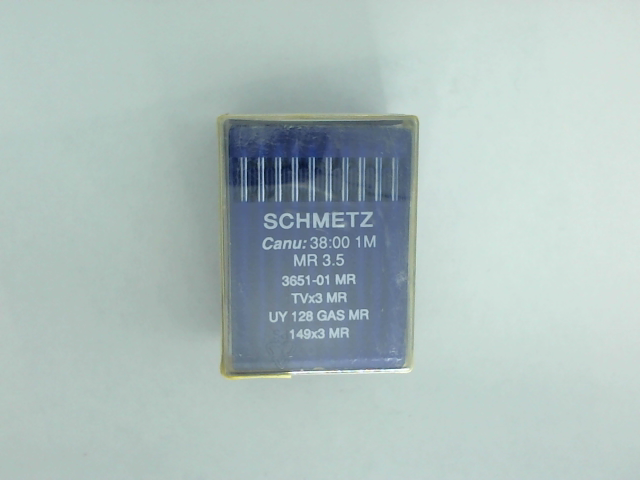 SCHMETZ
Canu: 38:00 1M
MR 3.5
3651-01 MR
TVx3 MR
UY 128 GAS MR
149x3 MR